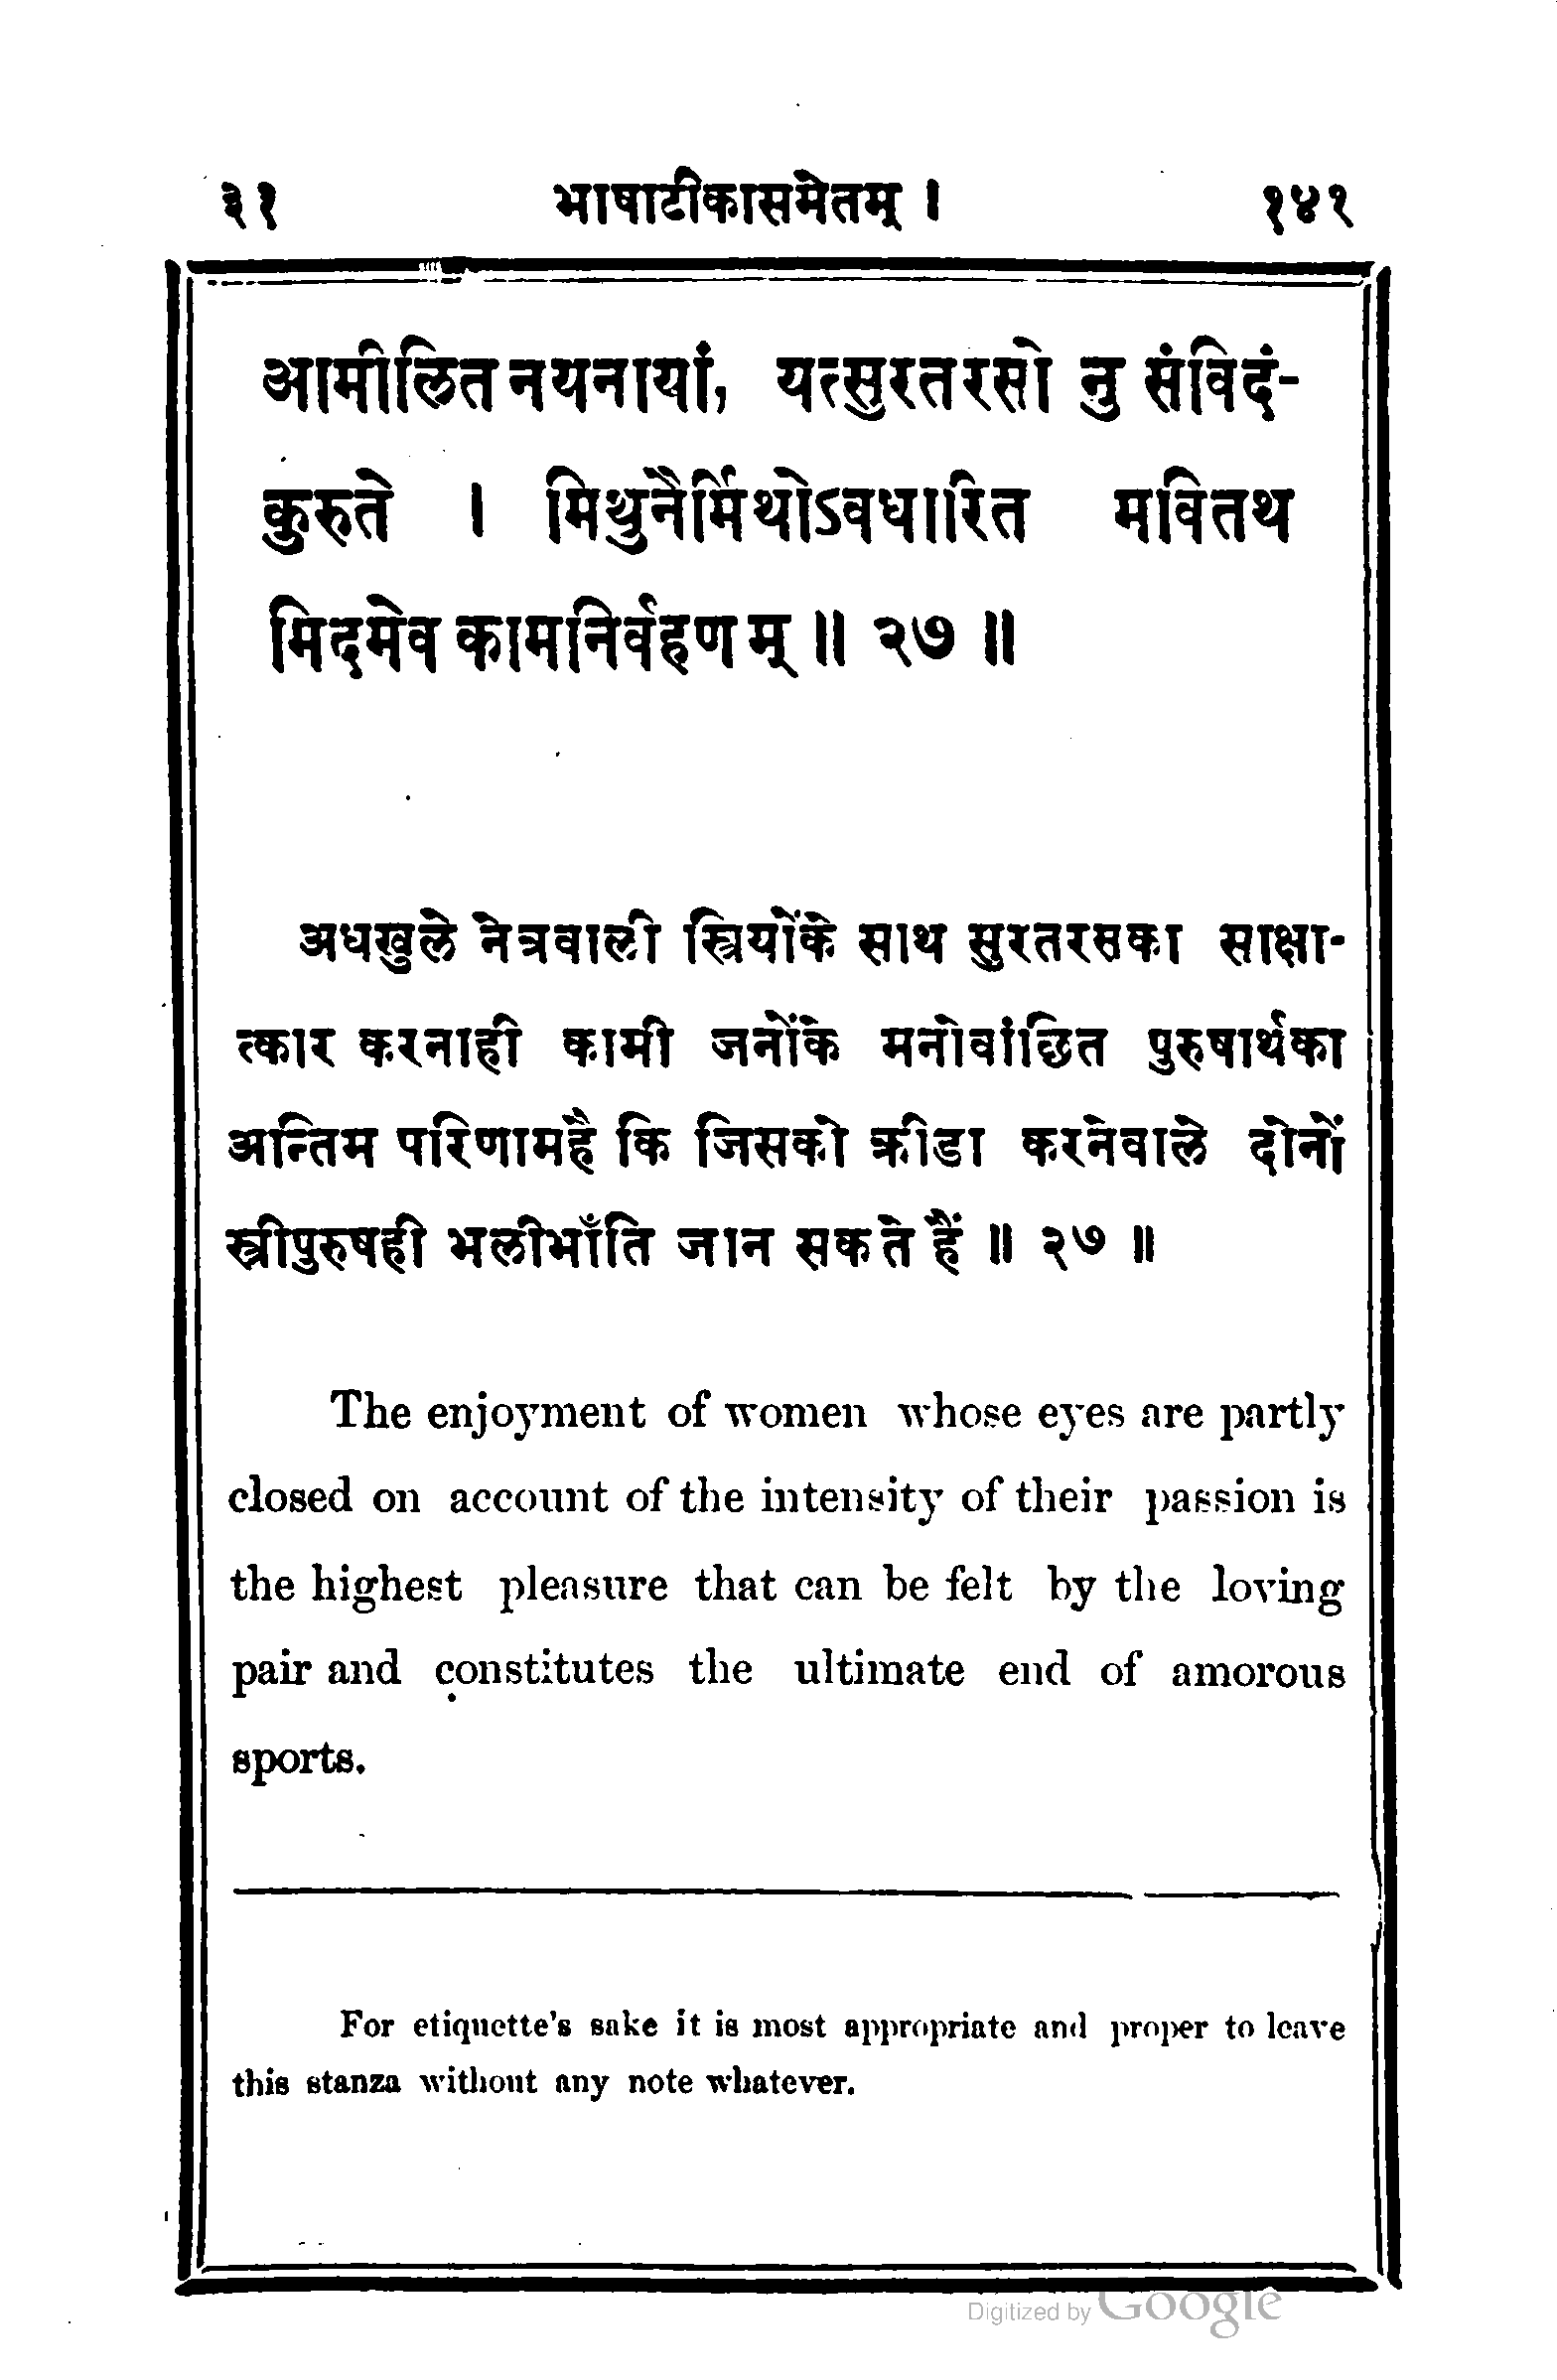 ३१ भाषाटीकासमेतम् । १४१
आमीलित नयनायां, यत्सुरतरसो नु संविदं-
कुरुते । मिथुनैर्मिथोऽवधारित मवितथ
मिदमेव कामनिर्वहणम् ॥ २७ ॥
अधखुले नेत्रवाली स्त्रियोंके साथ सुरतरसका साक्षा-
त्कार करनाही कामी जनोंके मनोवांछित पुरुषार्थका
अन्तिम परिणामहै कि जिसको क्रीडा करनेवाले दोनों
स्त्रीपुरुषही भलीभाँति जान सकते हैं ॥ २७ ॥
The enjoyment of women whose eyes are partly
closed on account of the intensity of their passion is
the highest pleasure that can be felt by the loving
pair and constitutes the ultimate end of amorous
sports.
For etiquette's sake it is most appropriate and proper to leave
this stanza without any note whatever.
Digitized by Google